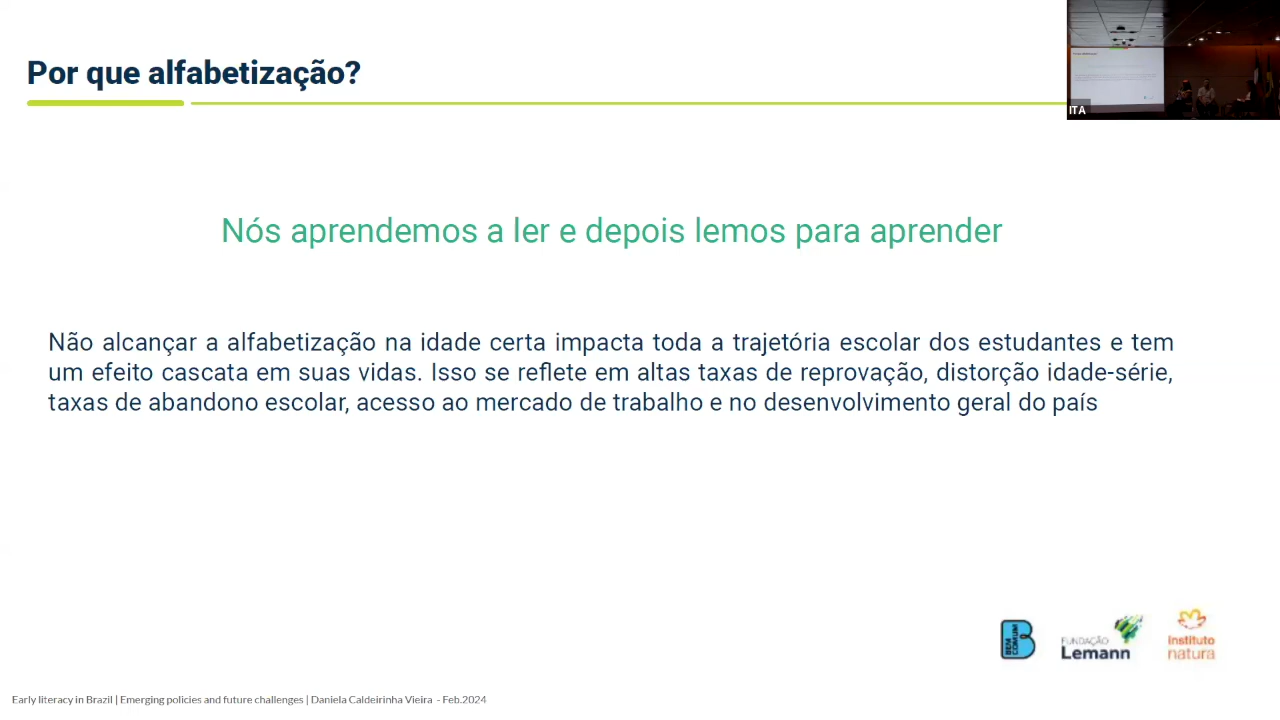 Por que alfabetização?
ITA
Nós aprendemos a ler e depois lemos para aprender
Não alcançar a alfabetização na idade certa impacta toda a trajetória escolar dos estudantes e tem
um efeito cascata em suas vidas. Isso se reflete em altas taxas de reprovação, distorção idade-série,
taxas de abandono escolar, acesso ao mercado de trabalho e no desenvolvimento geral do país
BEM
COMUM
FUNDAÇÃO
Lemann
instituto
natura
Early literacy in Brazil | Emerging policies and future challenges | Daniela Caldeirinha Vieira - Feb.2024